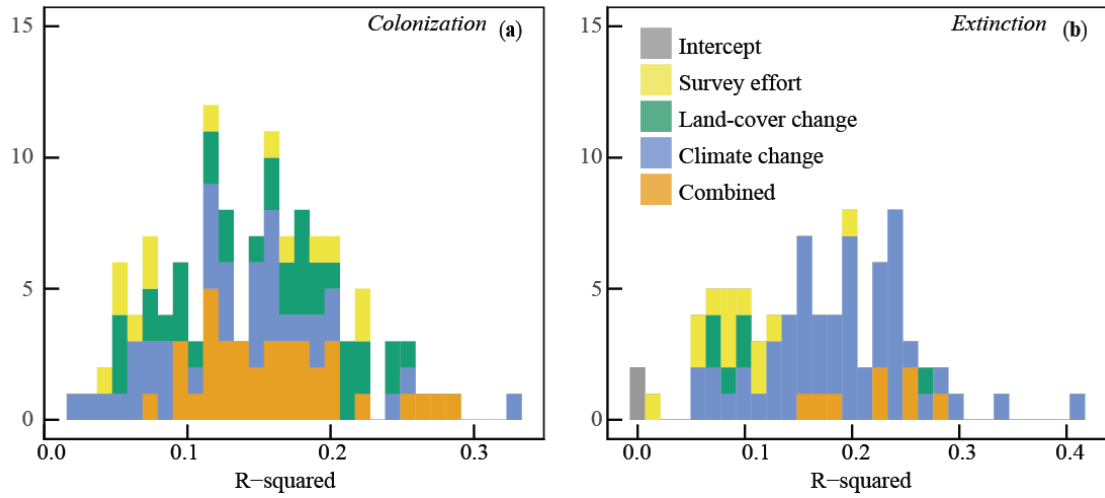 Colonization (a)
15
10
5
0
0.0 0.1 0.2 0.3
R−squared
Extinction (b)
15
10
5
0
Intercept
Survey effort
Land-cover change
Climate change
Combined
0.0 0.1 0.2 0.3 0.4
R−squared